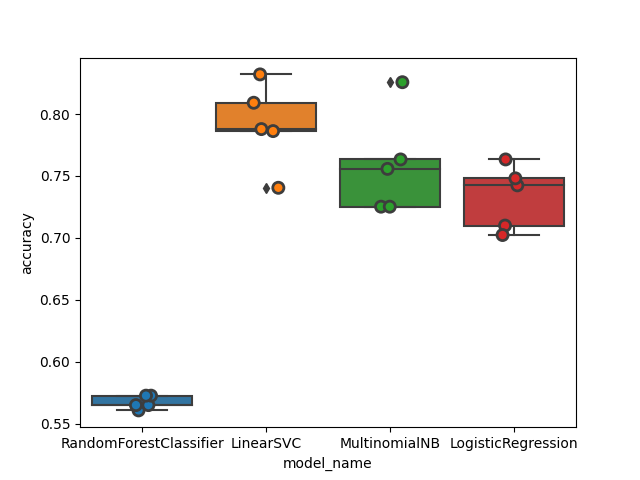 accuracy
0.80
0.75
0.70
0.65
0.60
0.55
RandomForestClassifier LinearSVC MultinomialNB LogisticRegression
model_name